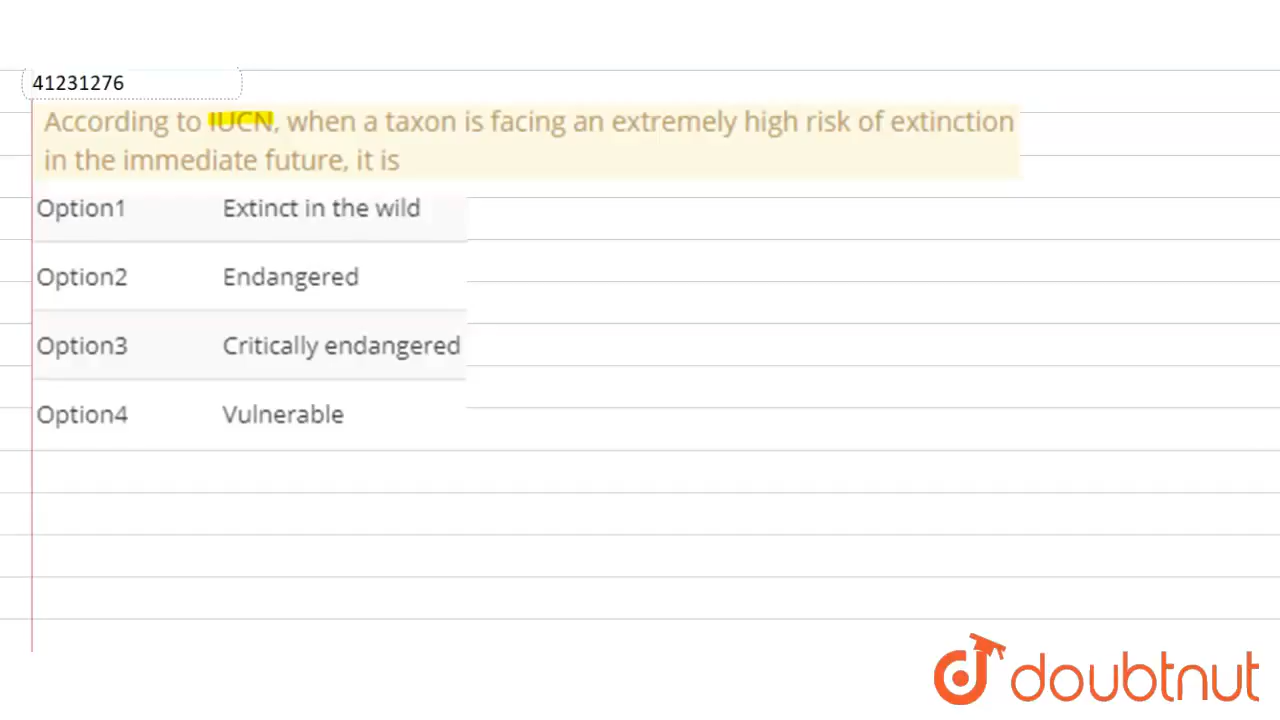 41231276
According to IUCN, when a taxon is facing an extremely high risk of extinction
in the immediate future, it is
Option1 Extinct in the wild
Option2 Endangered
Option3 Critically endangered
Option4 Vulnerable
doubtnut